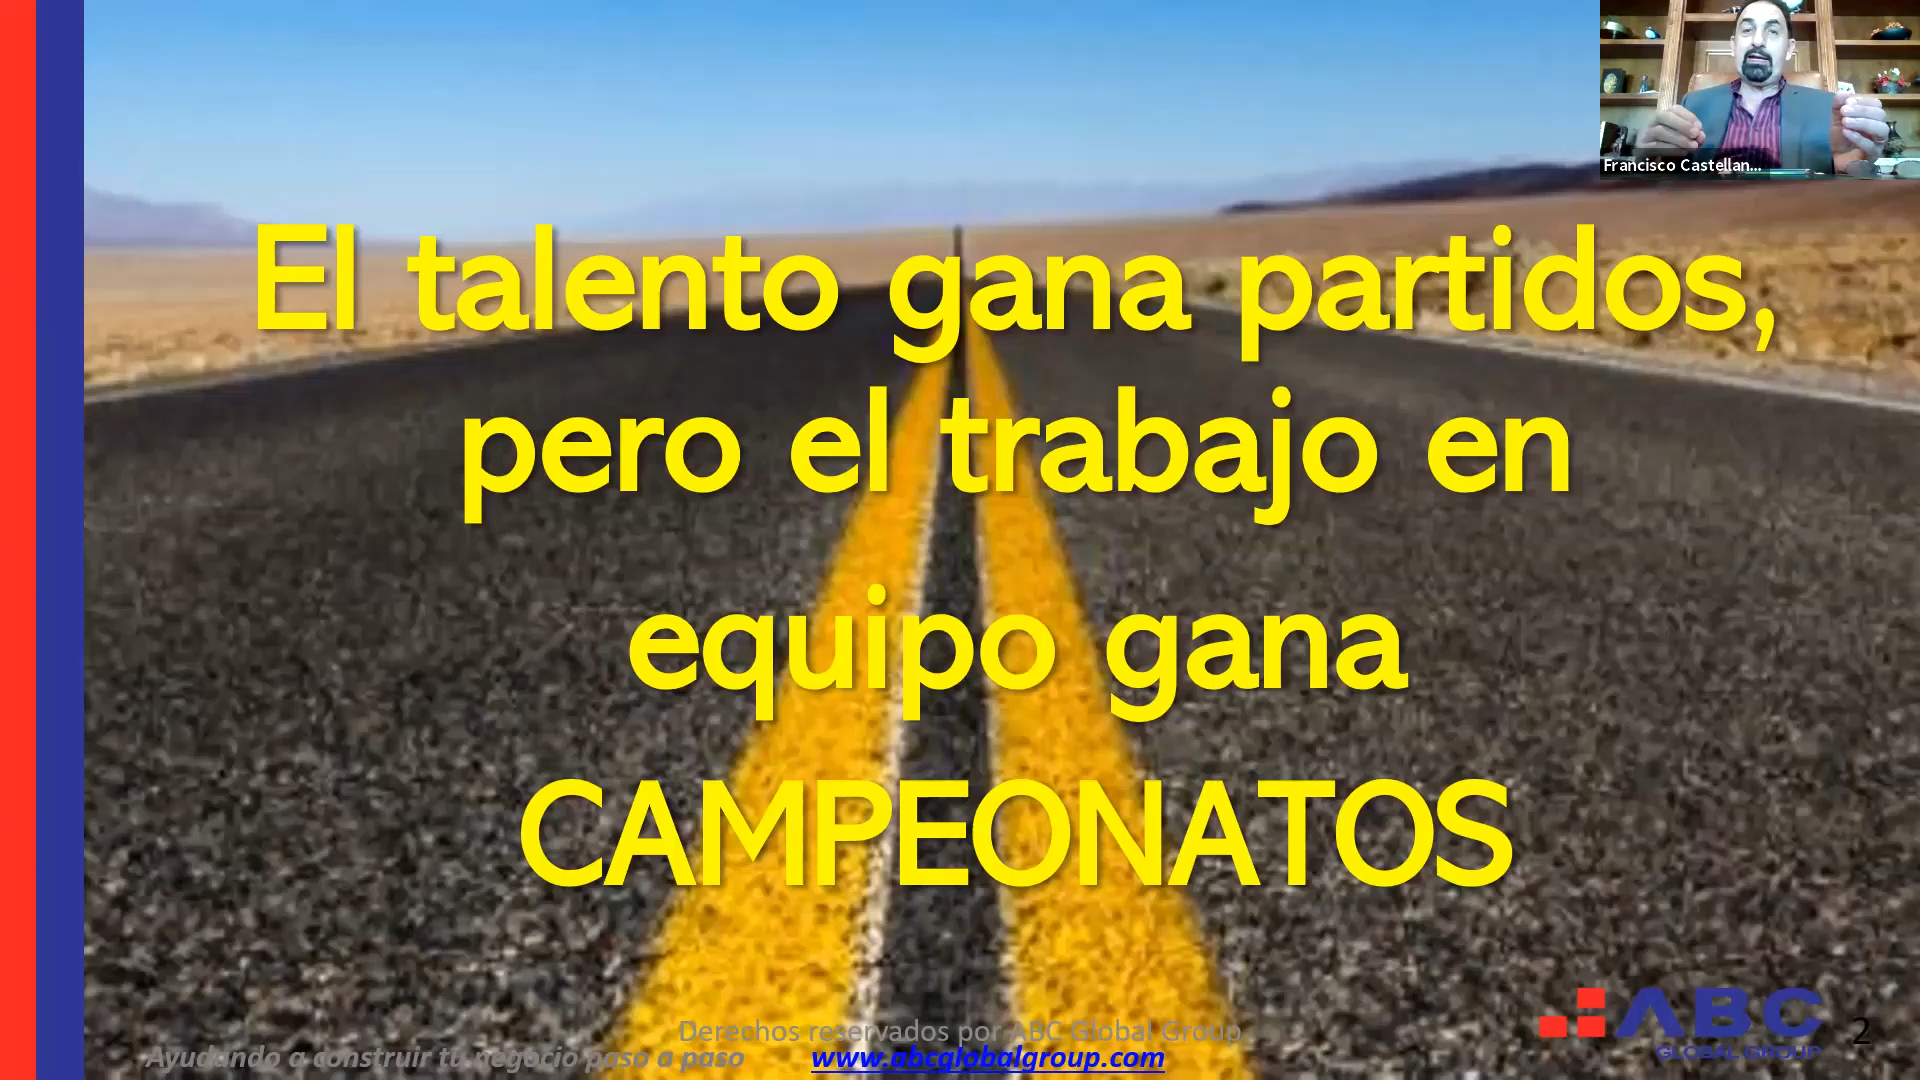 Francisco Castellan...
El talento gana partidos,
pero el trabajo en
equipo gana
CAMPEONATOS
Derechos reservados por ABC Global Group
Ayudando a construir tu negocio paso a paso
www.abcglobalgroup.com
ABC
GLOBAL GROUP
2